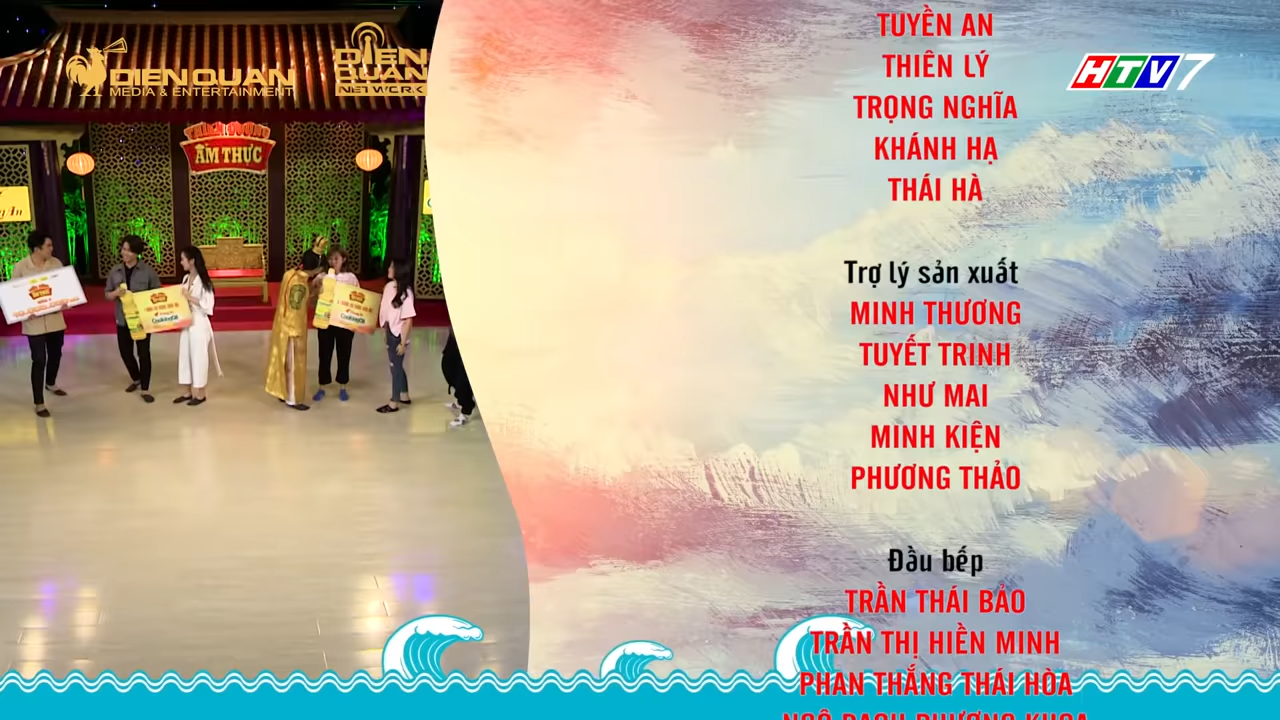 DIEN QUAN
MEDIA & ENTERTAINMENT
DIEN
QUAN
NETWORK
HTV7
THIÊN ĐƯỜNG
ẨM THỰC
TUYỀN AN
THIÊN LÝ
TRỌNG NGHĨA
KHÁNH HẠ
THÁI HÀ
Trợ lý sản xuất
MINH THƯƠNG
TUYẾT TRINH
NHƯ MAI
MINH KIỆN
PHƯƠNG THẢO
Đầu bếp
TRẦN THÁI BẢO
TRẦN THỊ HIỀN MINH
PHAN THẮNG THÁI HÒA